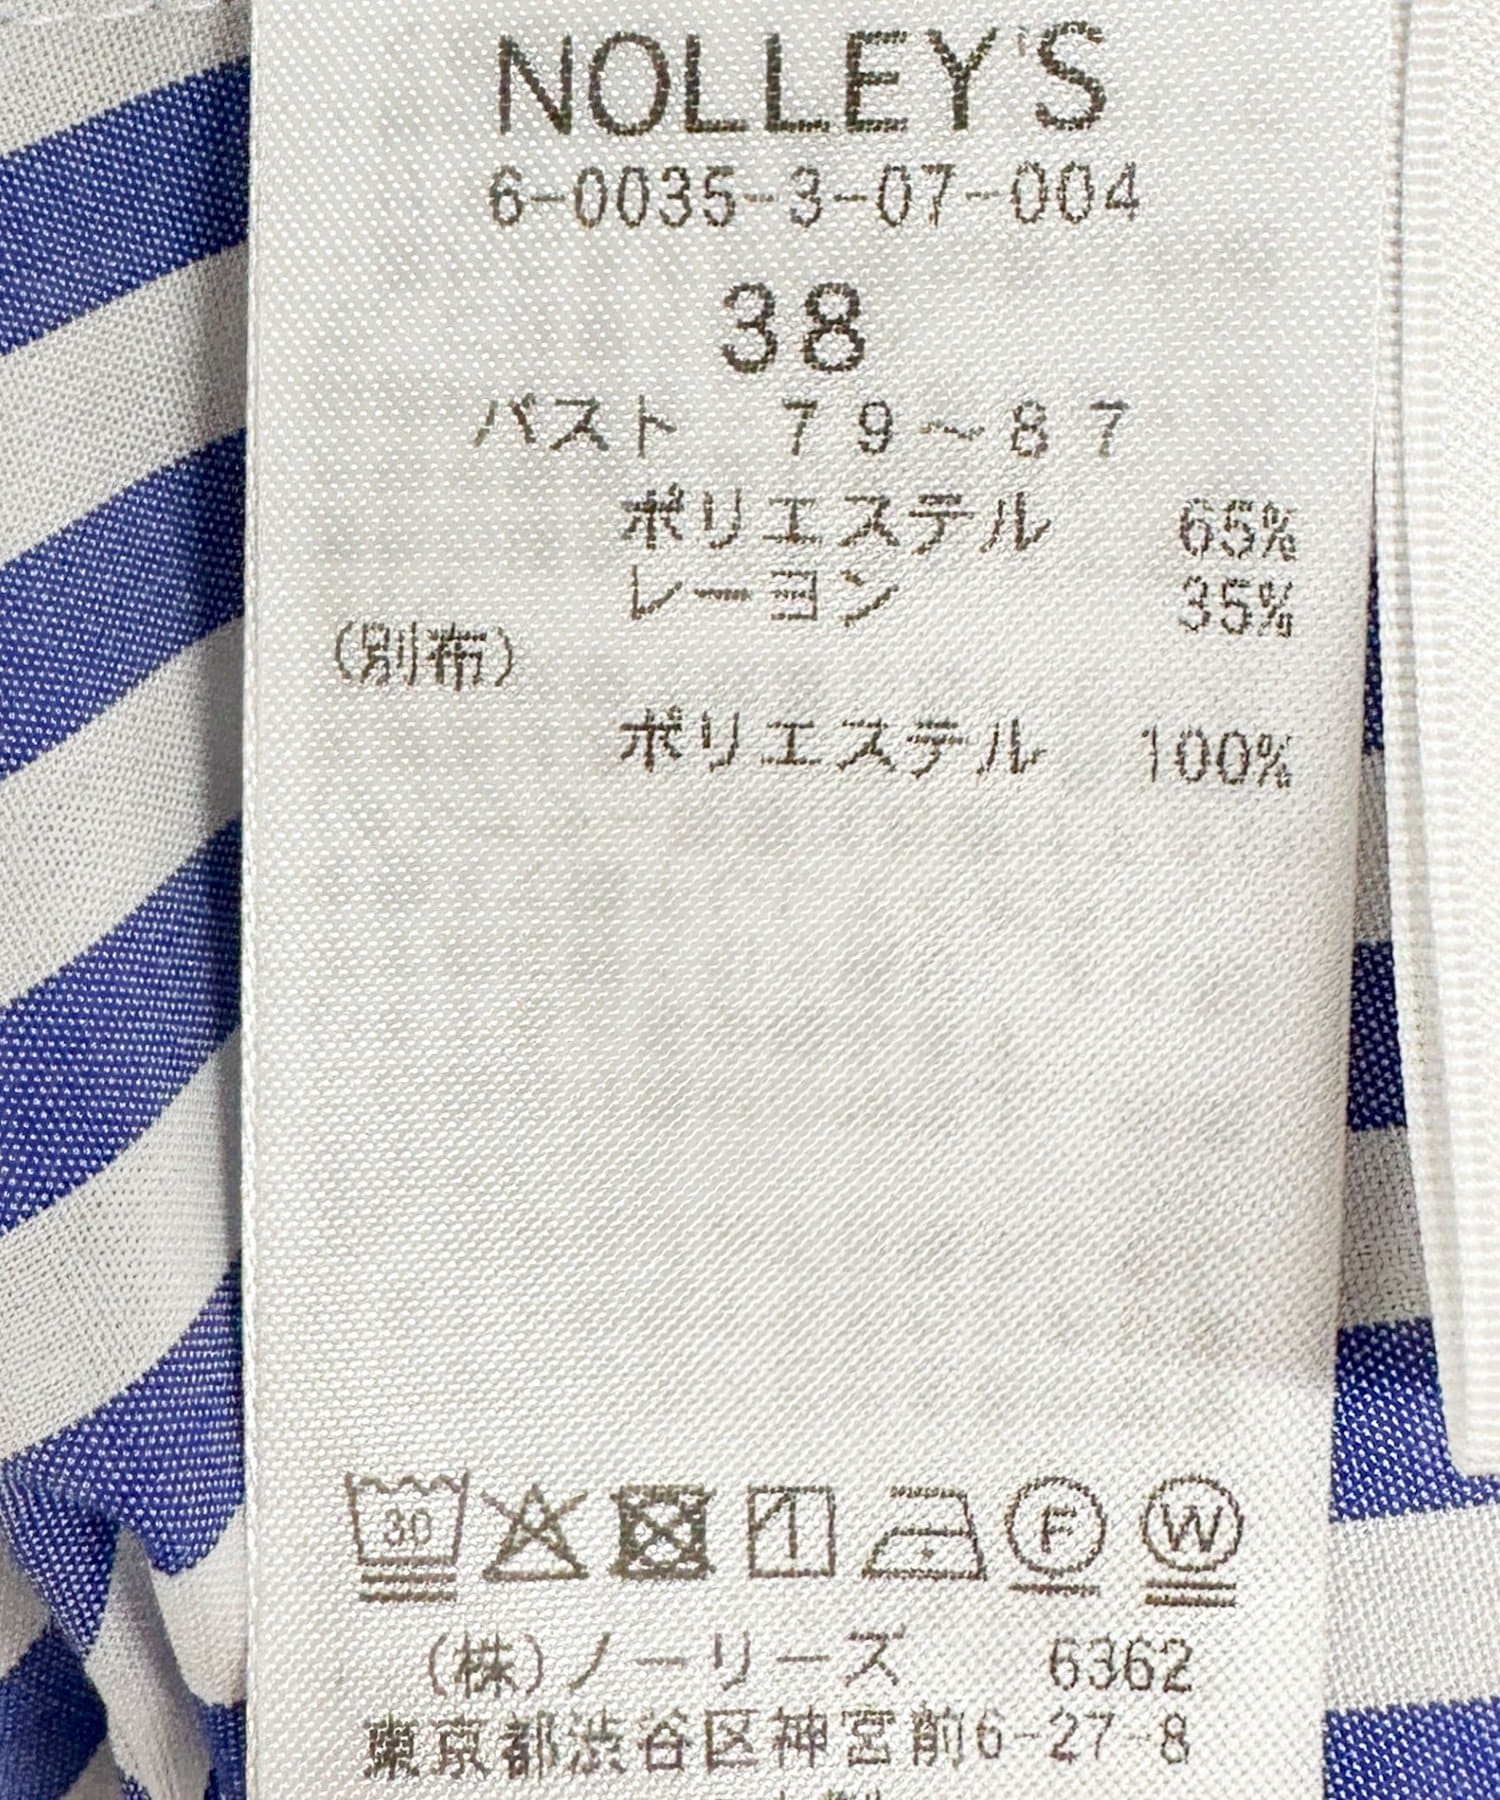 NOLLEY'S
6-0035-3-07-004
38
バスト 79~87
ポリエステル 65%
レーヨン 35%
(別布)
ポリエステル 100%
30 1 F W
(株)ノーリーズ 6362
東京都渋谷区神宮前6-27-8